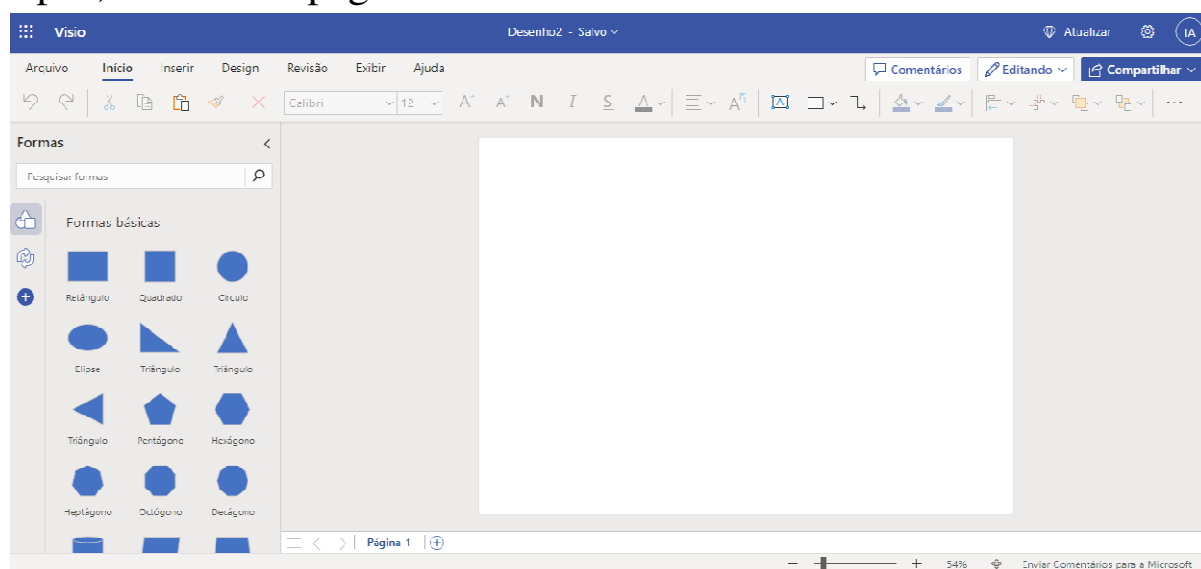 Visio
Desenho2 - Salvo
Atualizar
IA
Arquivo Início Inserir Design Revisão Exibir Ajuda
Comentários
Editando
Compartilhar
Calibri 12 A A N I S A A
Formas
Pesquisar formas
Formas básicas
Retângulo Quadrado Círculo
Elipse Triângulo Triângulo
Triângulo Pentágono Hexágono
Heptágono Octógono Decágono
Página 1
54% Enviar Comentários para a Microsoft